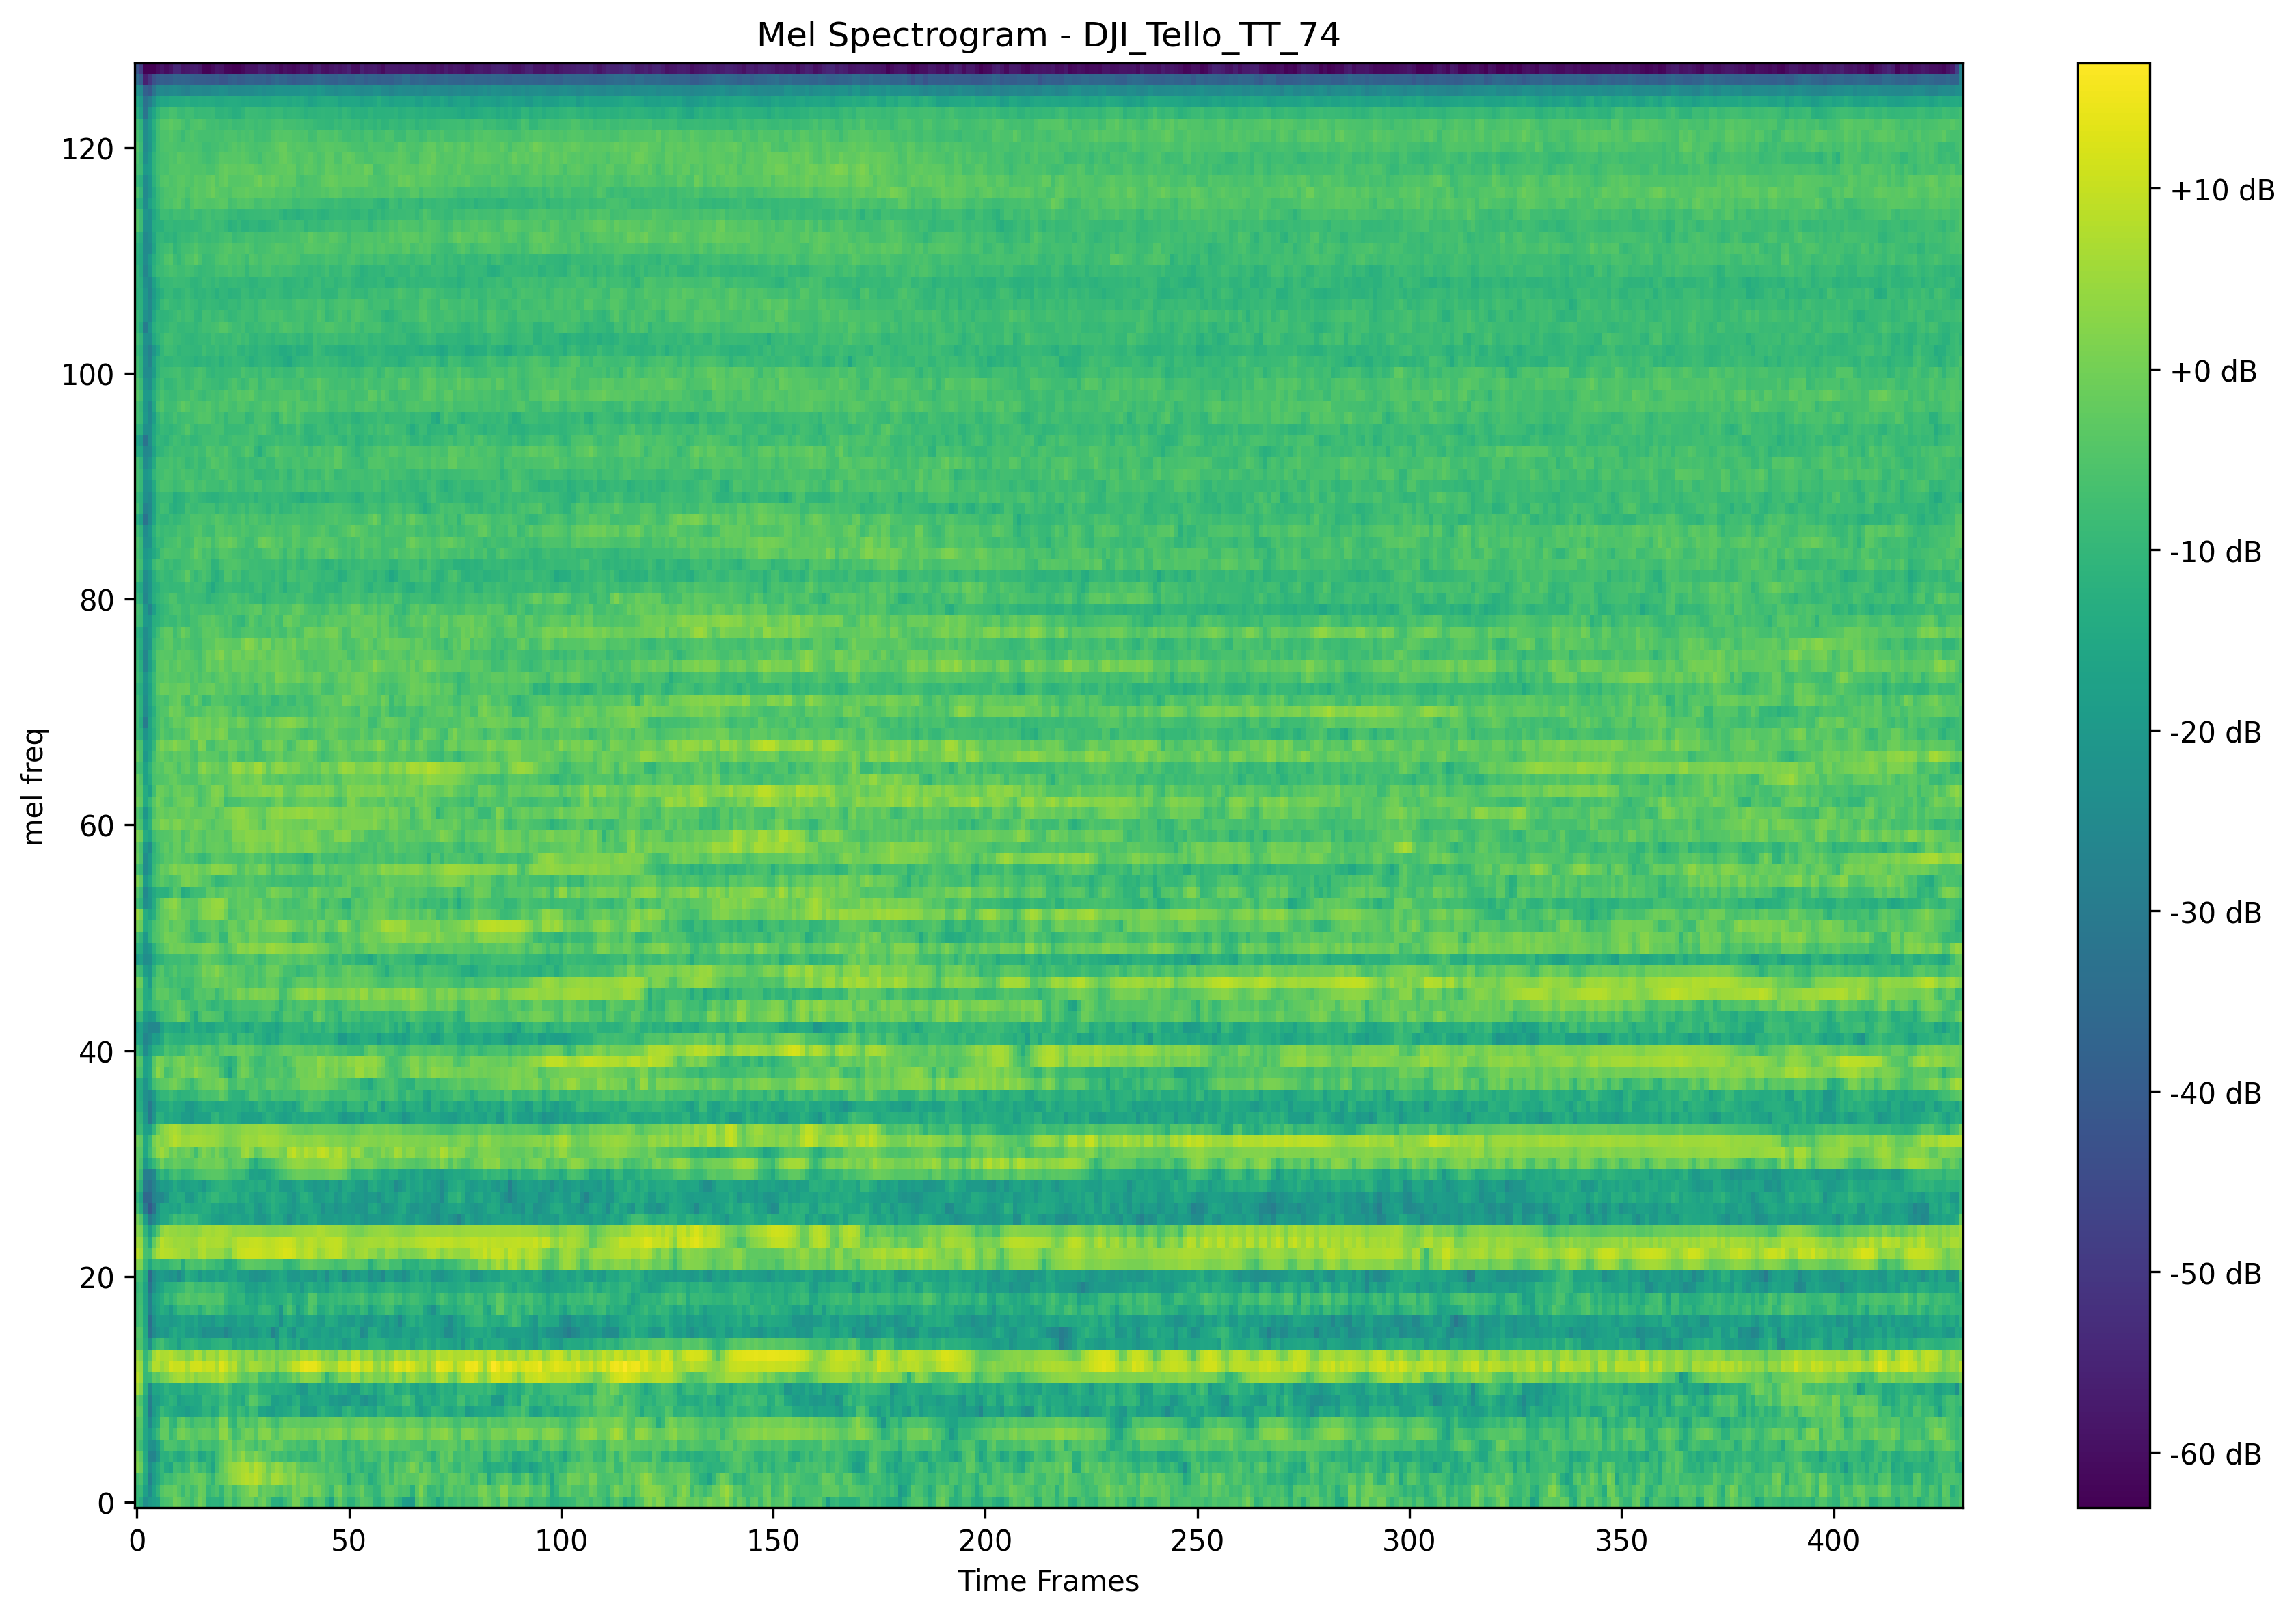 Mel Spectrogram - DJI_Tello_TT_74
120
100
80
60
40
20
0
mel freq
0 50 100 150 200 250 300 350 400
Time Frames
+10 dB
+0 dB
-10 dB
-20 dB
-30 dB
-40 dB
-50 dB
-60 dB